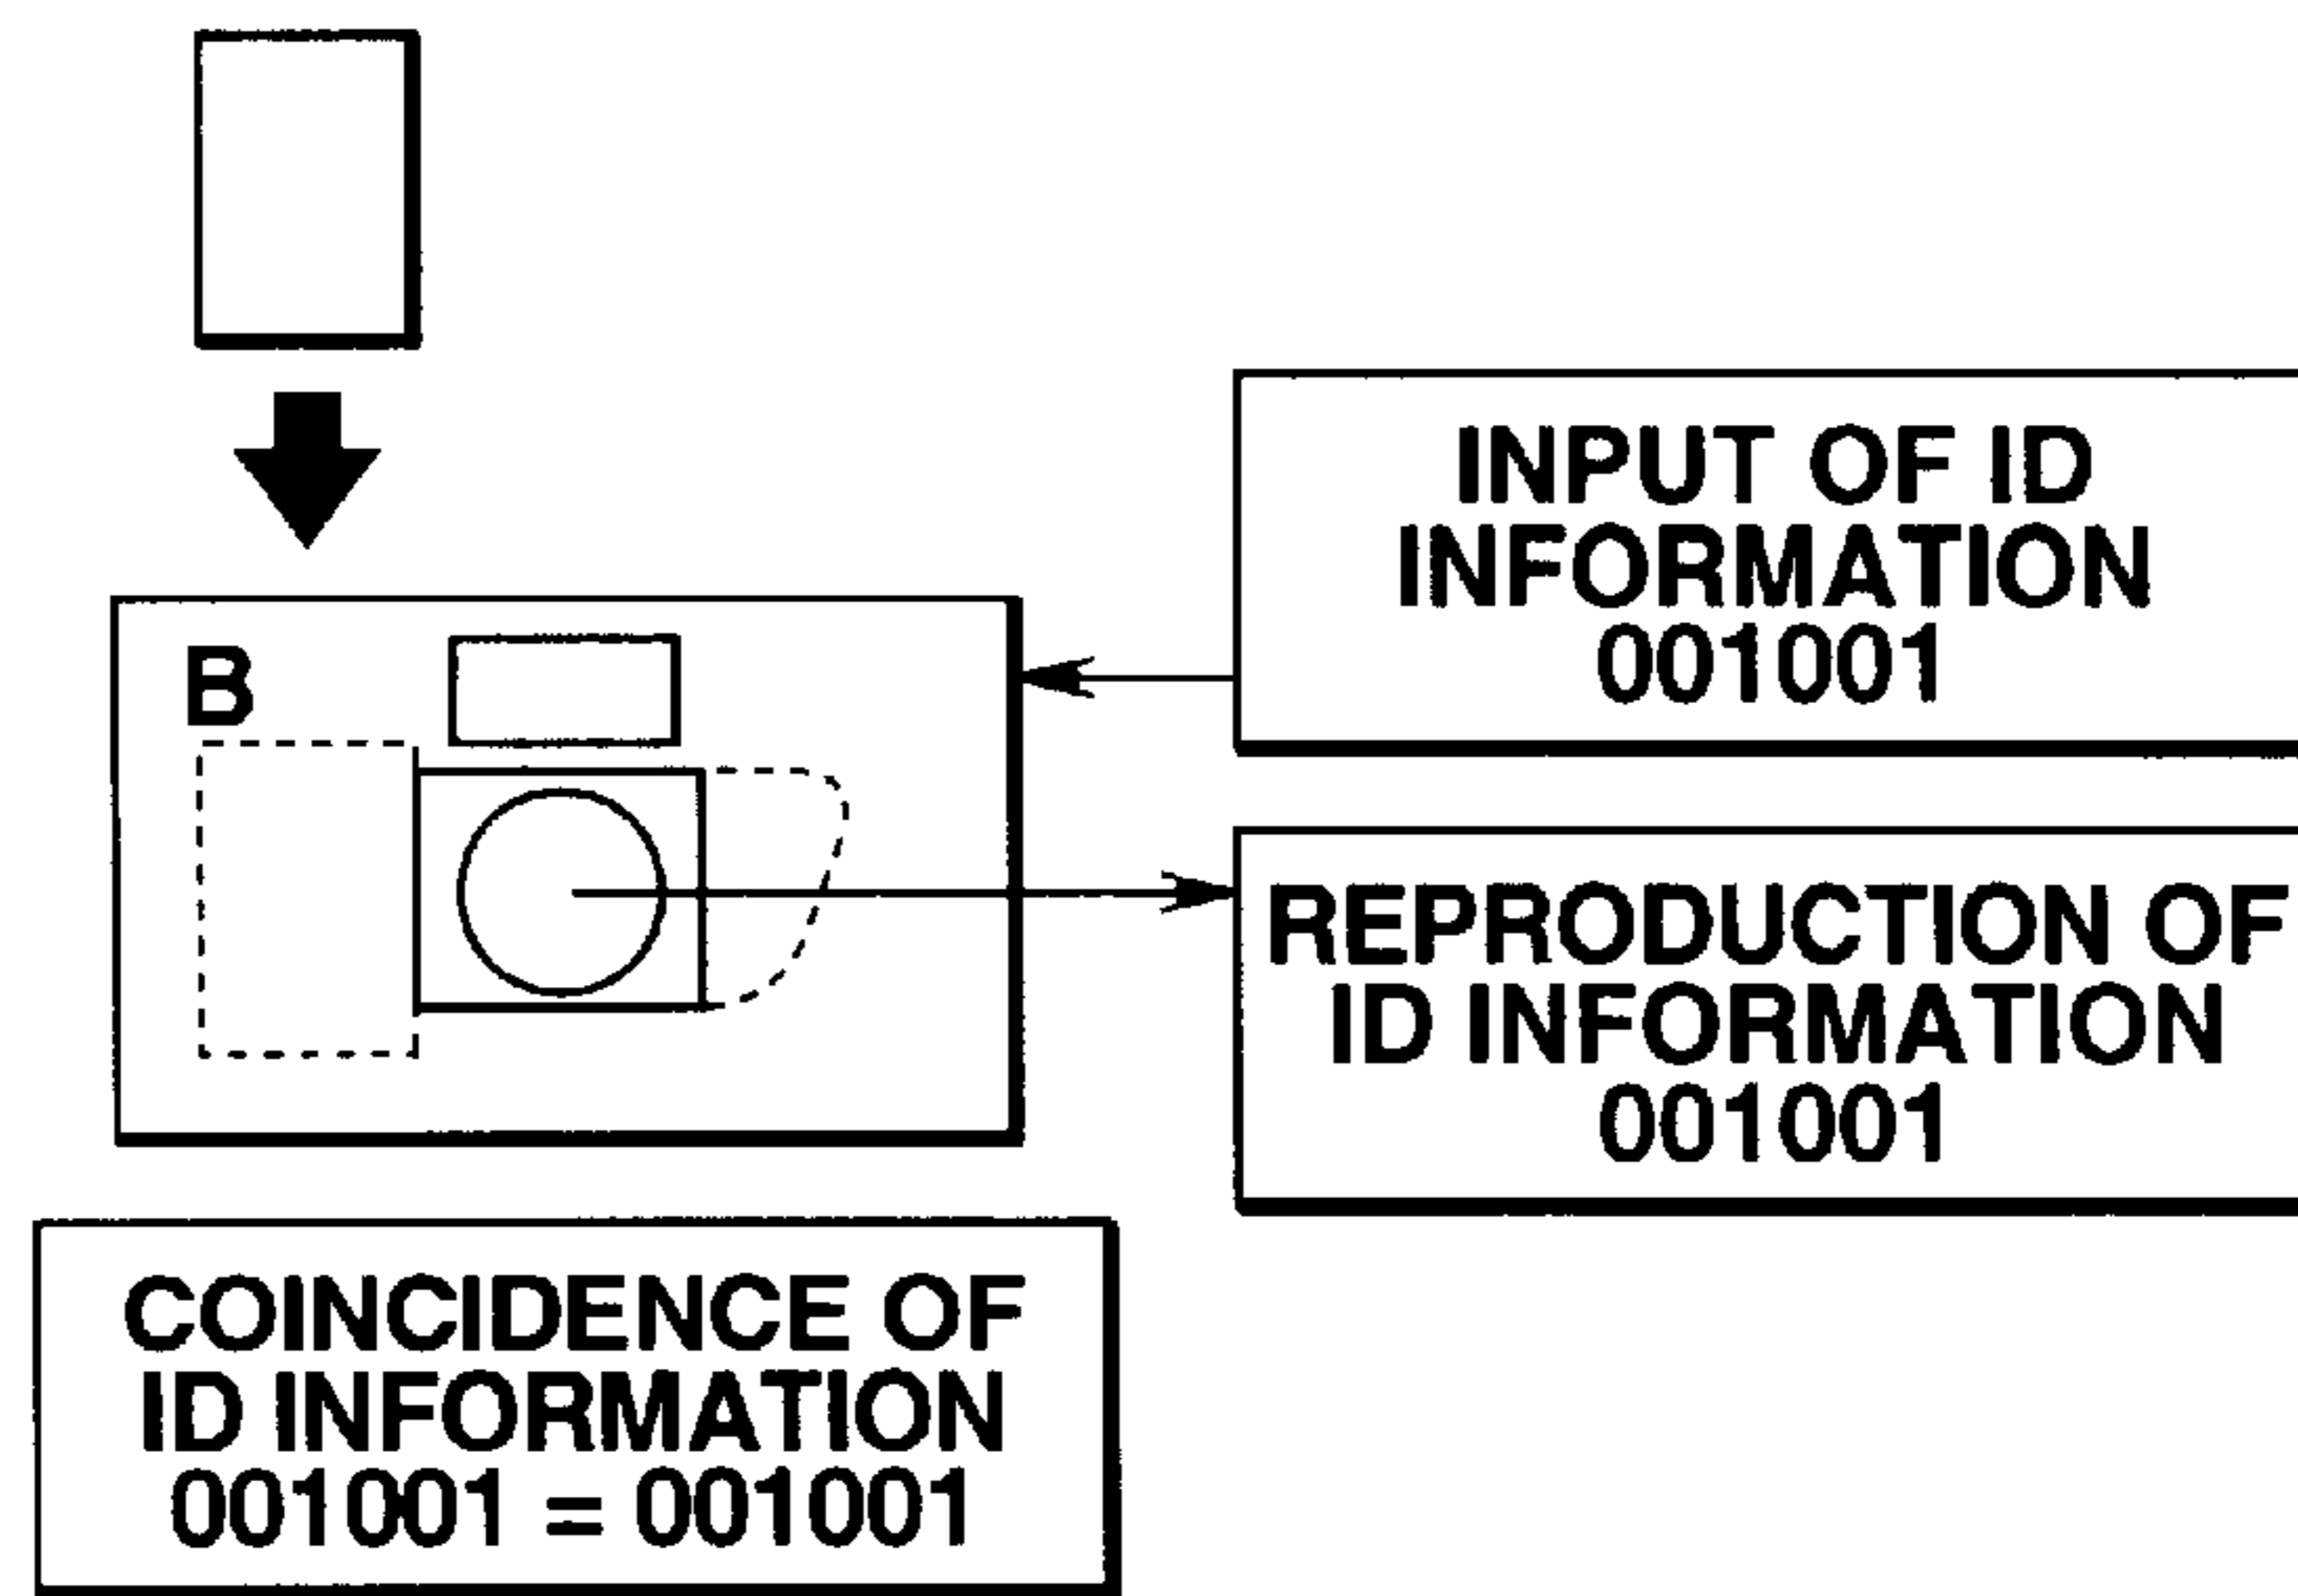 INPUT OF ID
INFORMATION
001001
B
REPRODUCTION OF
ID INFORMATION
001001
COINCIDENCE OF
ID INFORMATION
001001 = 001001